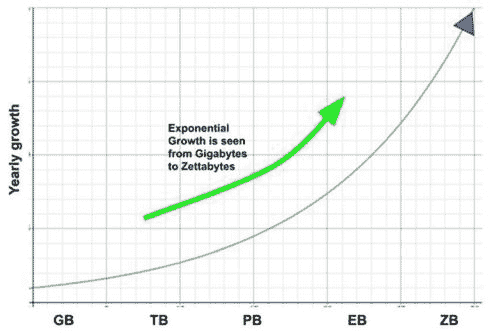 Yearly growth
Exponential
Growth is seen
from Gigabytes
to Zettabytes
GB TB PB EB ZB